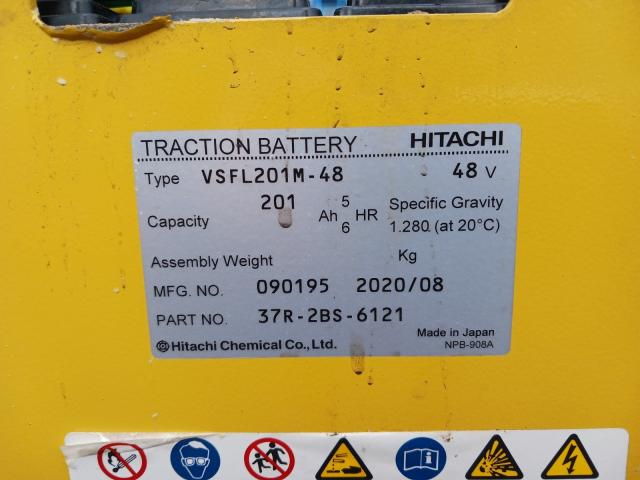 TRACTION BATTERY HITACHI
Type VSFL201M-48 48 V
Capacity 201 Ah 5 6 HR Specific Gravity
1.280 (at 20°C)
Assembly Weight Kg
MFG. NO. 090195 2020/08
PART NO. 37R-2BS-6121
Hitachi Chemical Co., Ltd. Made in Japan
NPB-908A